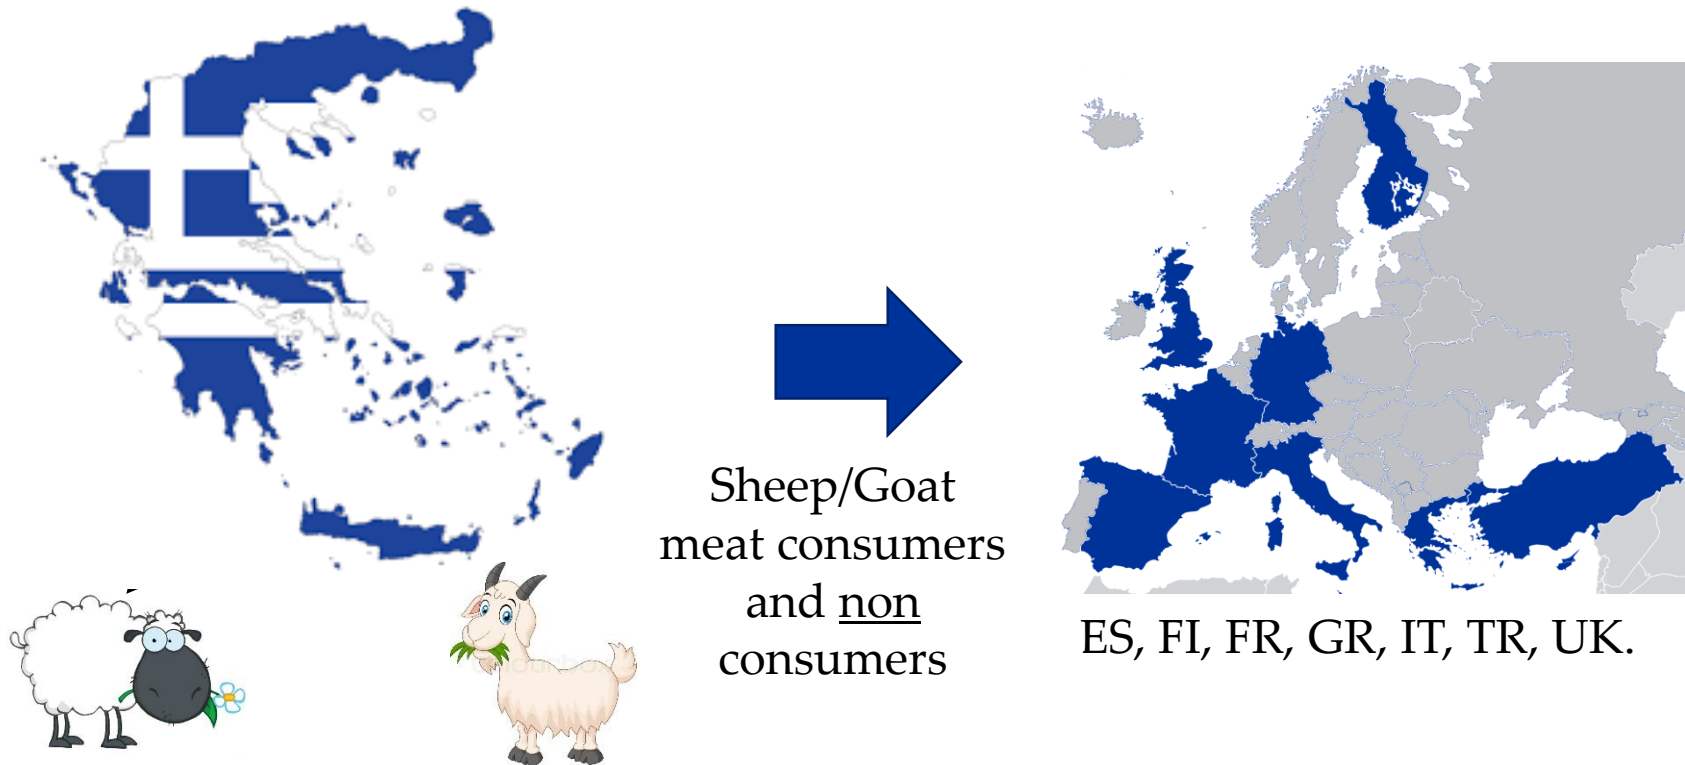 Sheep/Goat
meat consumers
and non
consumers
ES, FI, FR, GR, IT, TR, UK.